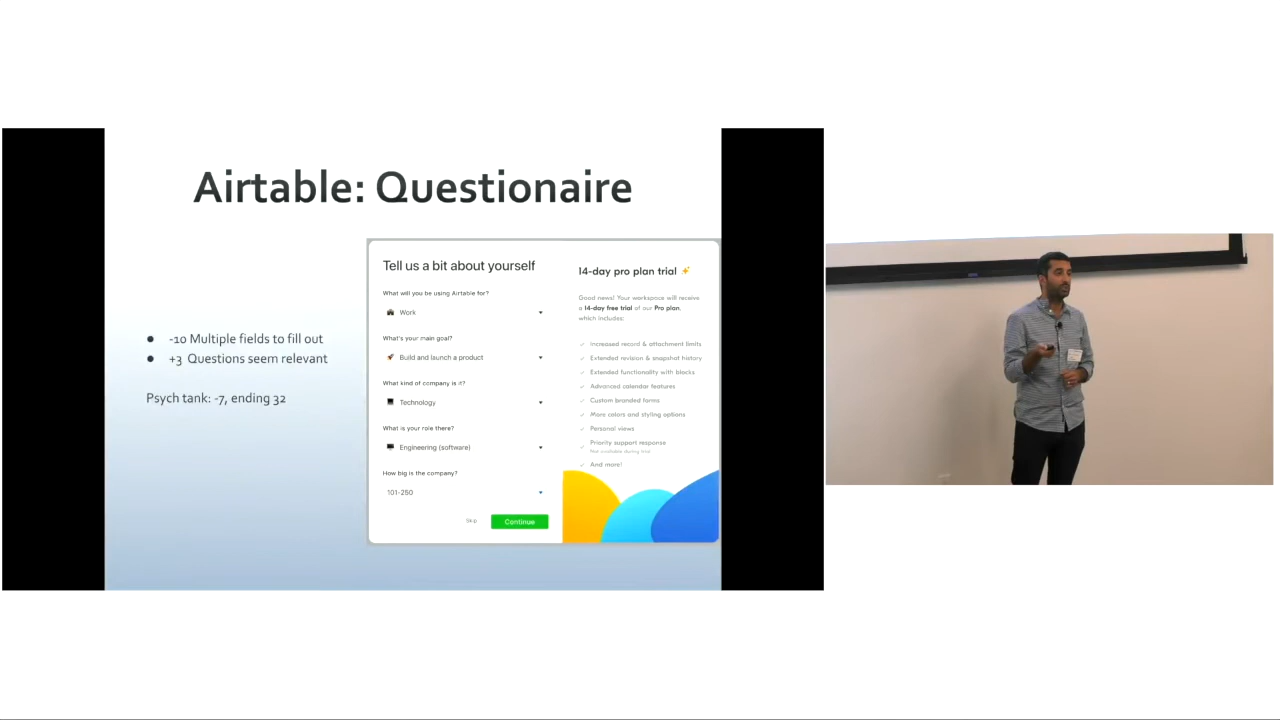 Airtable: Questionaire
● -10 Multiple fields to fill out
● +3 Questions seem relevant
Psych tank: -7, ending 32
Tell us a bit about yourself
What will you be using Airtable for?
Work
What's your main goal?
Build and launch a product
What kind of company is it?
Technology
What is your role there?
Engineering (software)
How big is the company?
101-250
Skip
Continue
14-day pro plan trial
Good news! Your workspace will receive
a 14-day free trial of our Pro plan,
which includes:
✓ Increased record & attachment limits
✓ Extended revision & snapshot history
✓ Extended functionality with blocks
✓ Advanced calendar features
✓ Custom branded forms
✓ More colors and styling options
✓ Personal views
✓ Priority support response
Not available during trial
✓ And more!